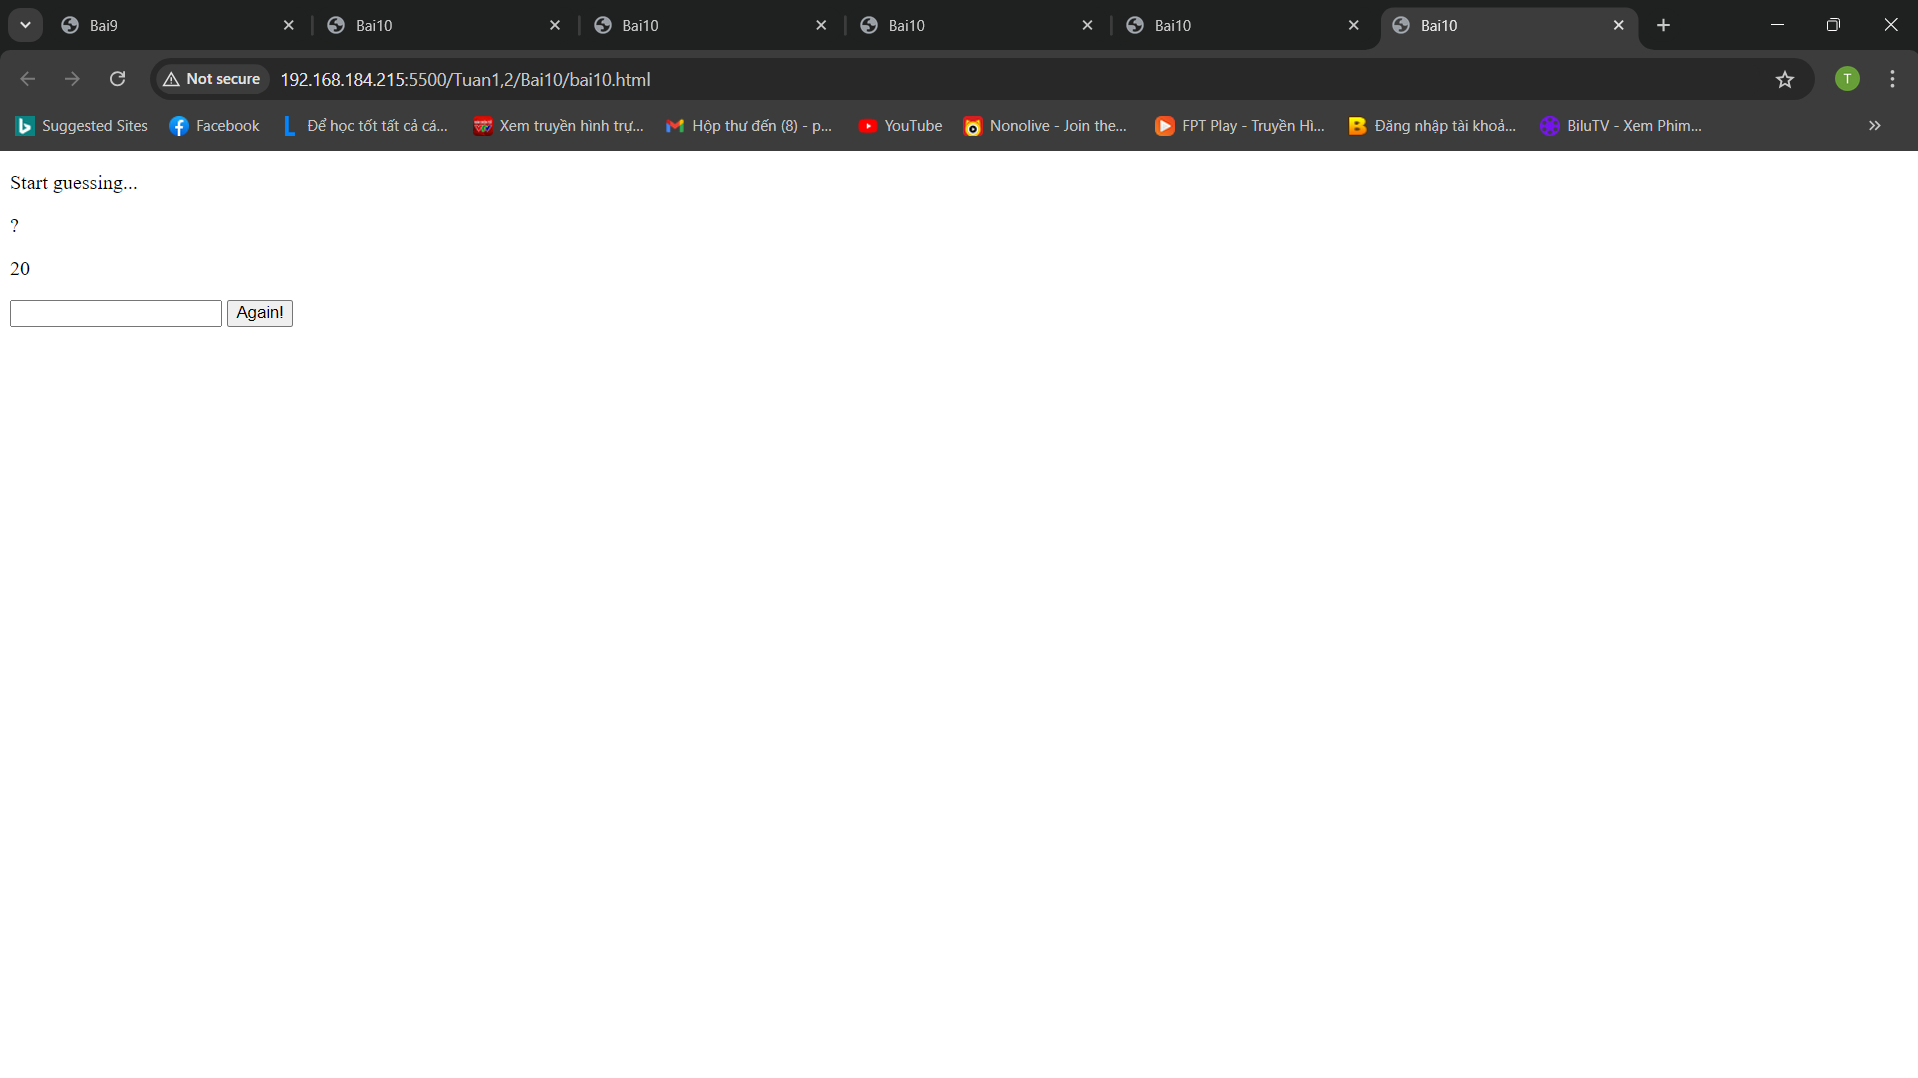 Bai9
Bai10
Bai10
Bai10
Bai10
Bai10
Not secure
192.168.184.215:5500/Tuan1,2/Bai10/bai10.html
T
Suggested Sites
Facebook
Để học tốt tất cả cá...
Xem truyền hình trự...
Hộp thư đến (8) - p...
YouTube
Nonolive - Join the...
FPT Play - Truyền Hì...
Đăng nhập tài khoả...
BiluTV - Xem Phim...
Start guessing...
?
20
Again!